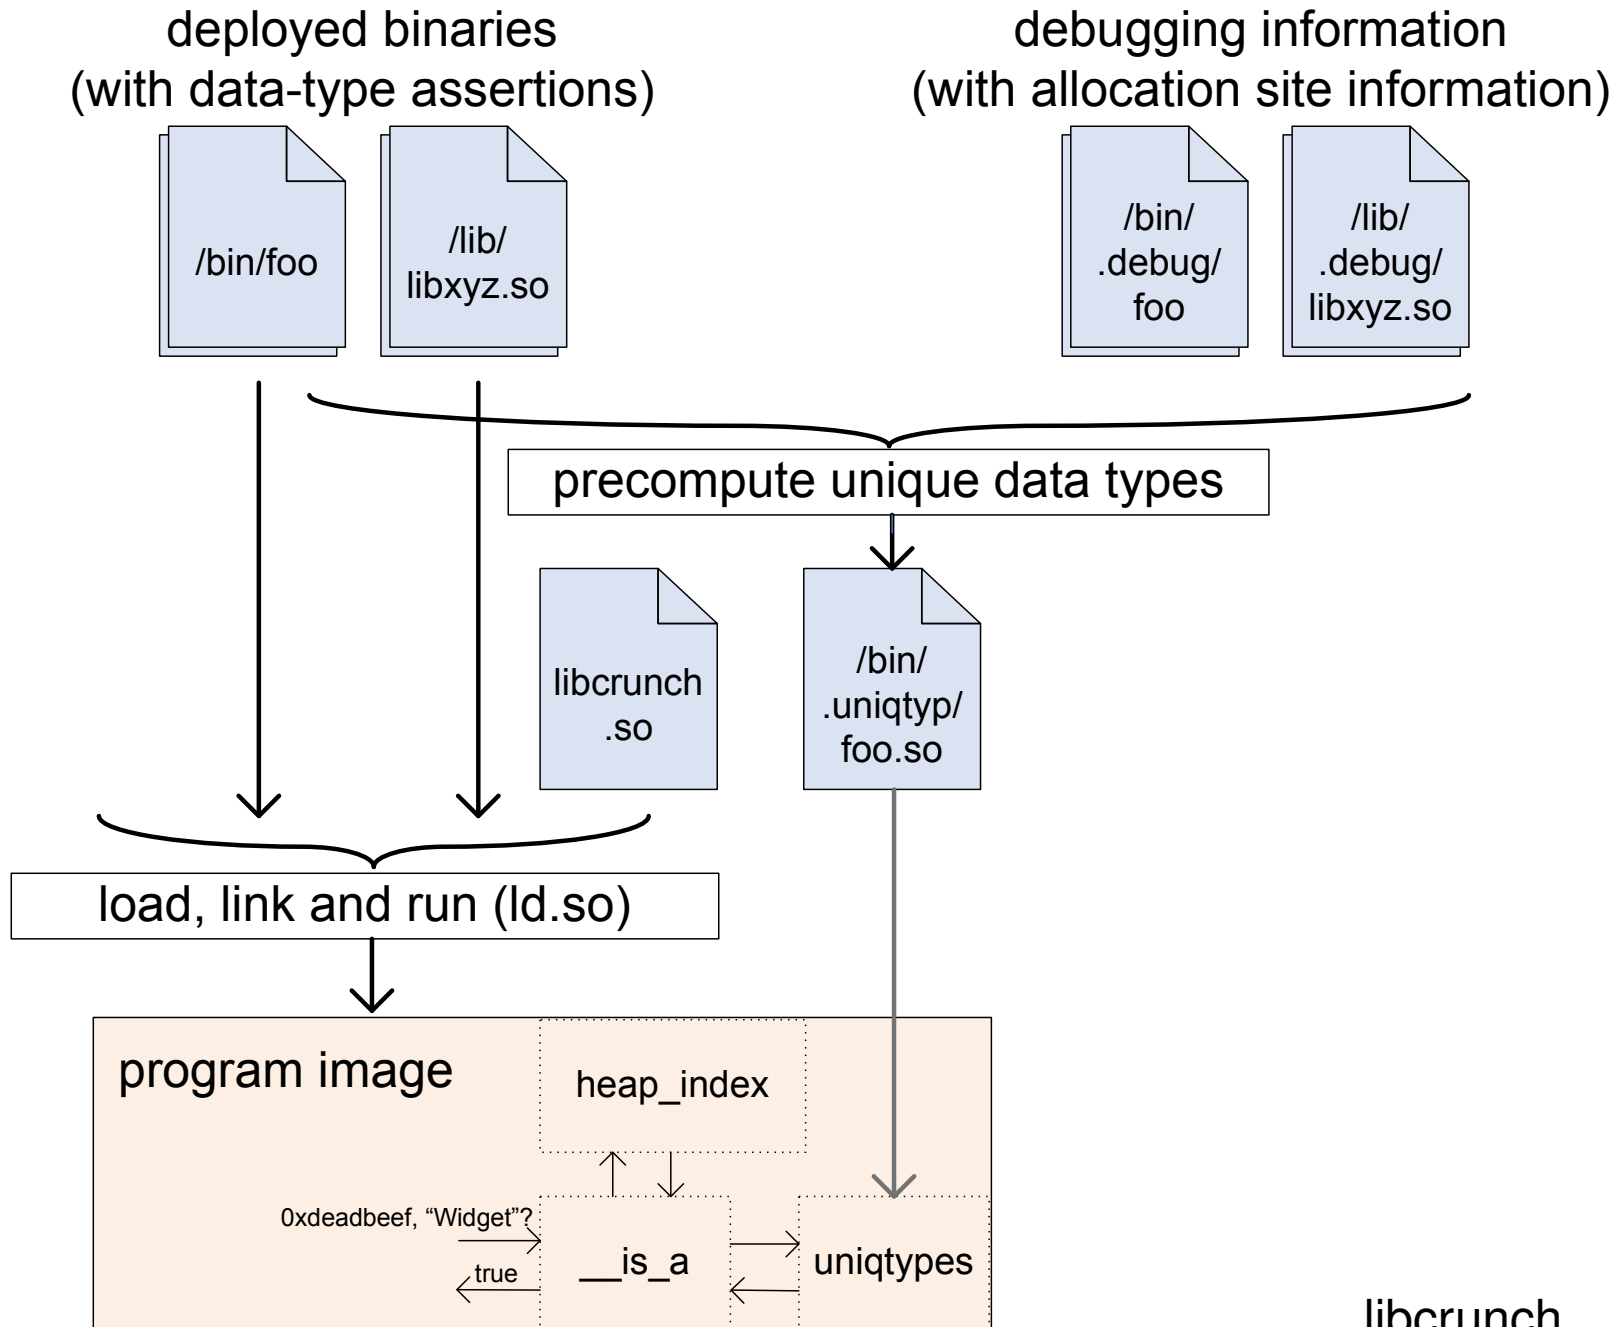 deployed binaries
(with data-type assertions)
debugging information
(with allocation site information)
/bin/foo
/lib/
libxyz.so
/bin/
.debug/
foo
/lib/
.debug/
libxyz.so
precompute unique data types
libcrunch
.so
/bin/
.uniqtyp/
foo.so
load, link and run (ld.so)
program image
heap_index
0xdeadbeef, “Widget”?
true
__is_a
uniqtypes
libcrunch